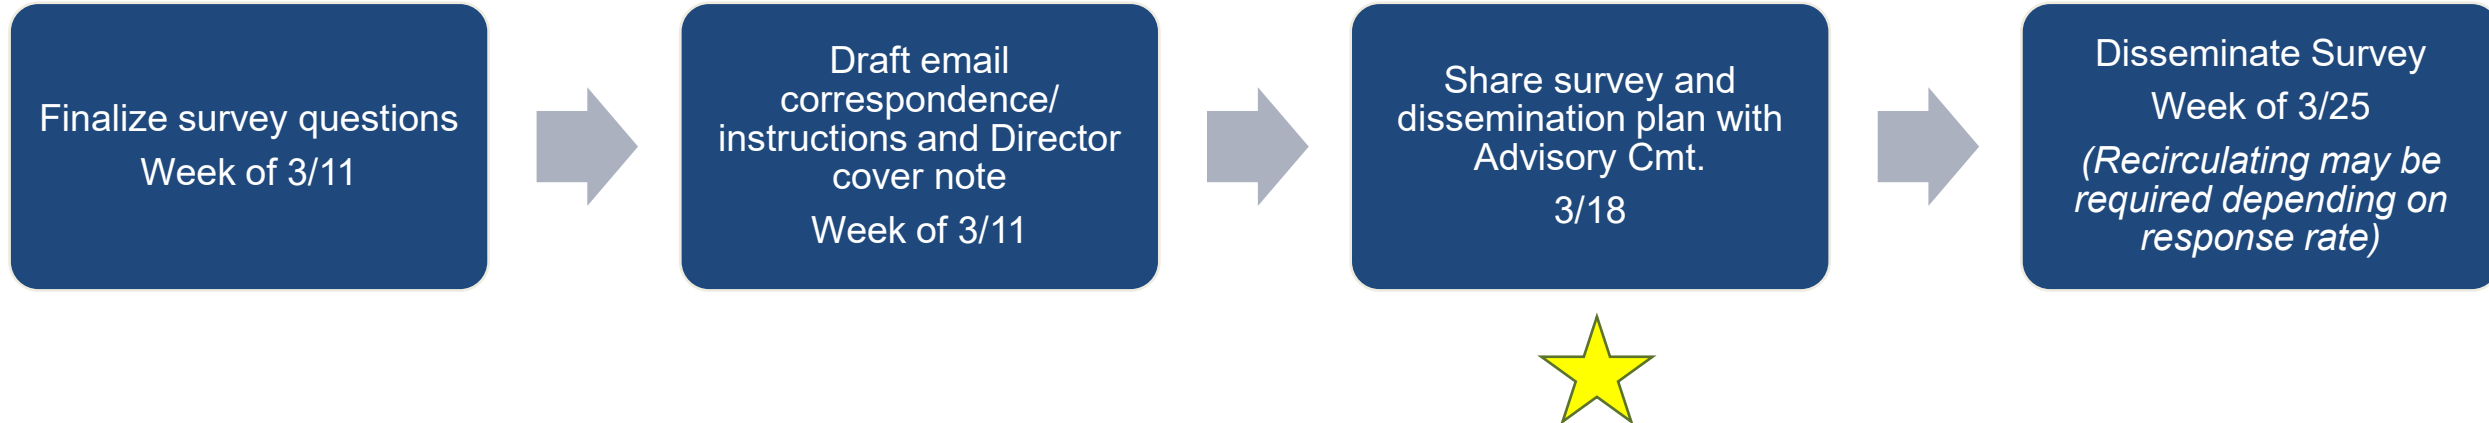 Finalize survey questions
Week of 3/11
Draft email
correspondence/
instructions and Director
cover note
Week of 3/11
Share survey and
dissemination plan with
Advisory Cmt.
3/18
Disseminate Survey
Week of 3/25
(Recirculating may be
required depending on
response rate)